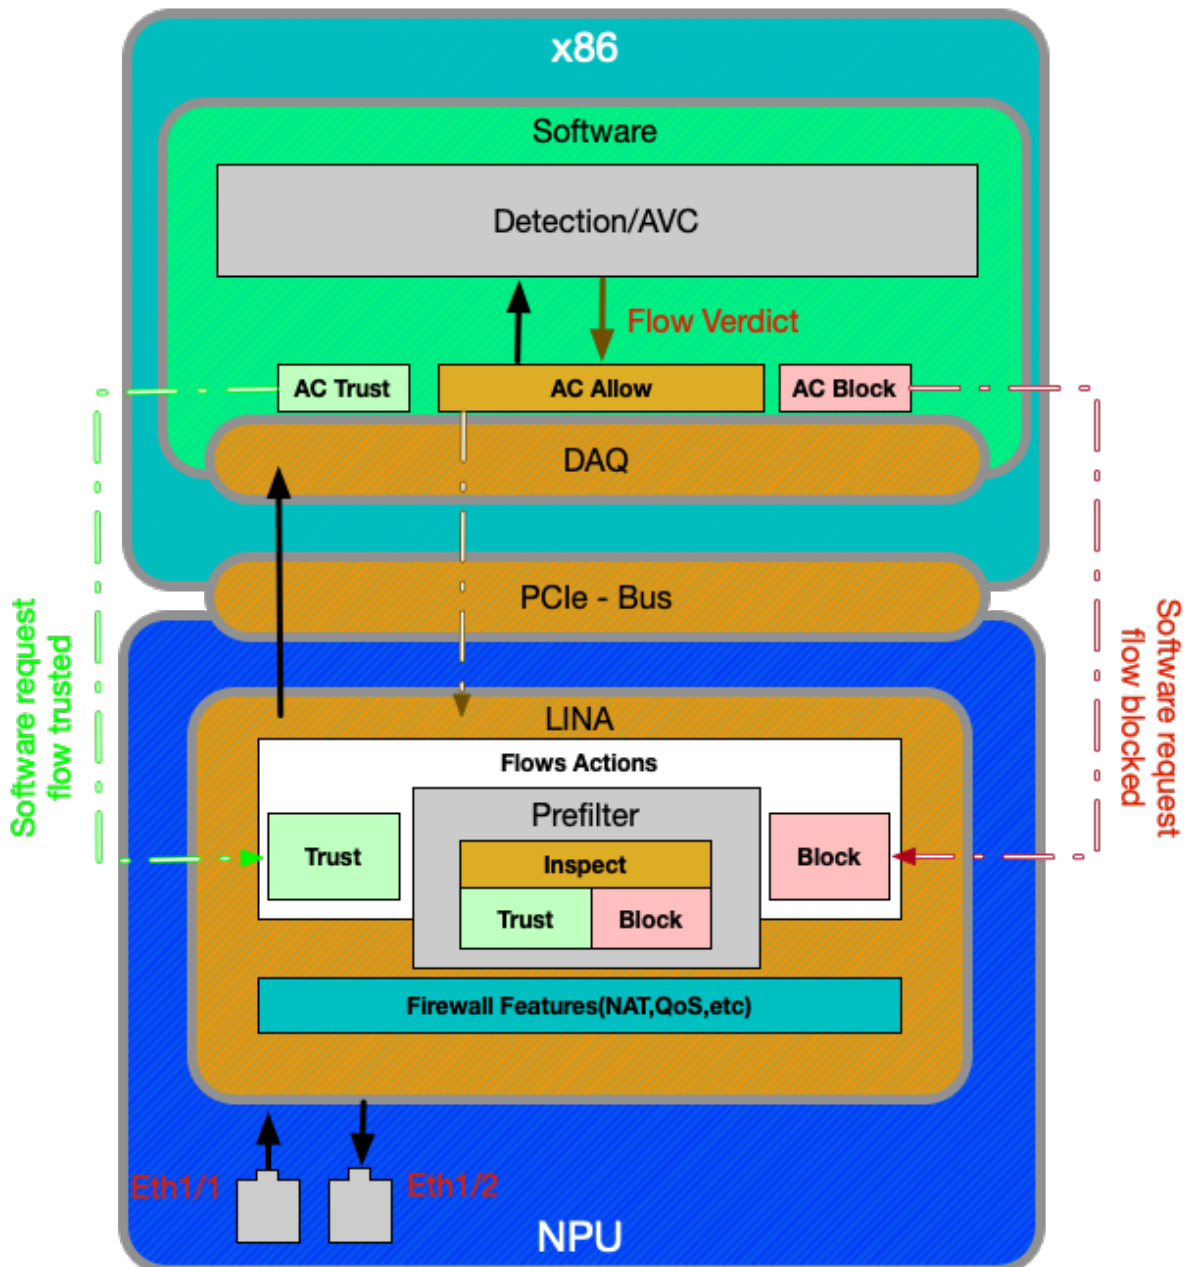 x86
Software
Detection/AVC
Flow Verdict
AC Trust
AC Allow
AC Block
DAQ
PCIe - Bus
Software request
flow trusted
Software request
flow blocked
LINA
Flows Actions
Prefilter
Inspect
Trust
Trust
Block
Block
Firewall Features(NAT,QoS,etc)
Eth1/1
Eth1/2
NPU